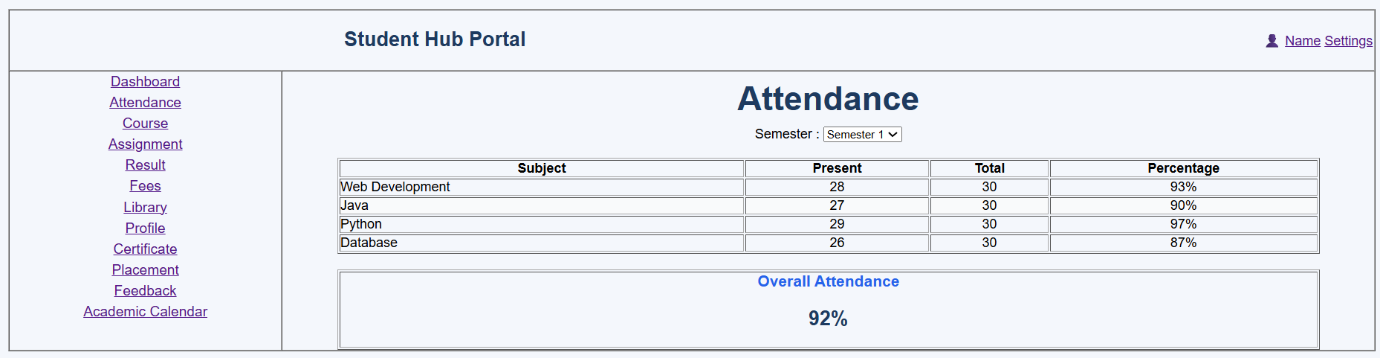 Student Hub Portal
Name Settings
Dashboard
Attendance
Course
Assignment
Result
Fees
Library
Profile
Certificate
Placement
Feedback
Academic Calendar
Attendance
Semester : Semester 1
Subject Present Total Percentage
Web Development 28 30 93%
Java 27 30 90%
Python 29 30 97%
Database 26 30 87%
Overall Attendance
92%